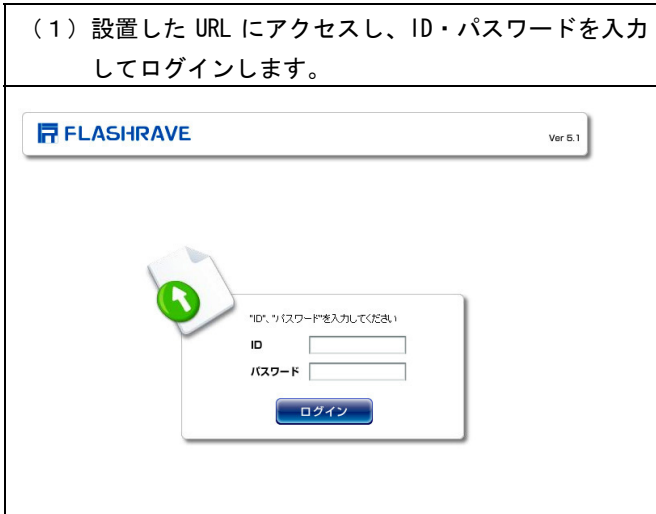 （１）設置した URL にアクセスし、ID・パスワードを入力
してログインします。
FLASHRAVE
Ver 5.1
"ID"、"パスワード"を入力してください
ID
パスワード
ログイン